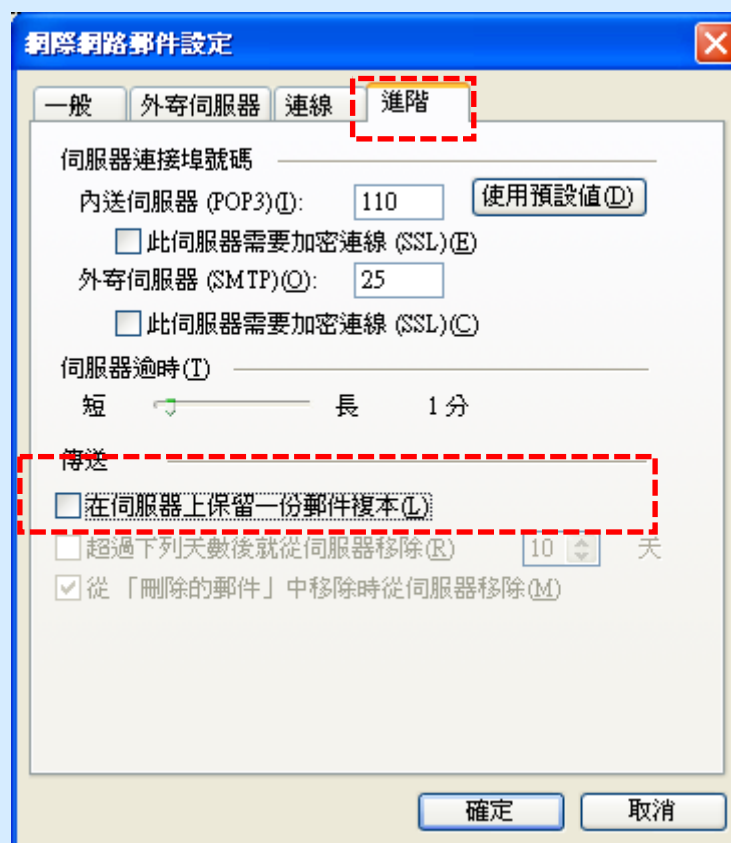 網際網路郵件設定
一般 外寄伺服器 連線 進階
伺服器連接埠號碼
內送伺服器 (POP3)(I): 110 使用預設值(D)
此伺服器需要加密連線 (SSL)(E)
外寄伺服器 (SMTP)(O): 25
此伺服器需要加密連線 (SSL)(C)
伺服器逾時(T)
短 長 1 分
傳送
在伺服器上保留一份郵件複本(L)
超過下列天數後就從伺服器移除(R) 10 天
從「刪除的郵件」中移除時從伺服器移除(M)
確定 取消